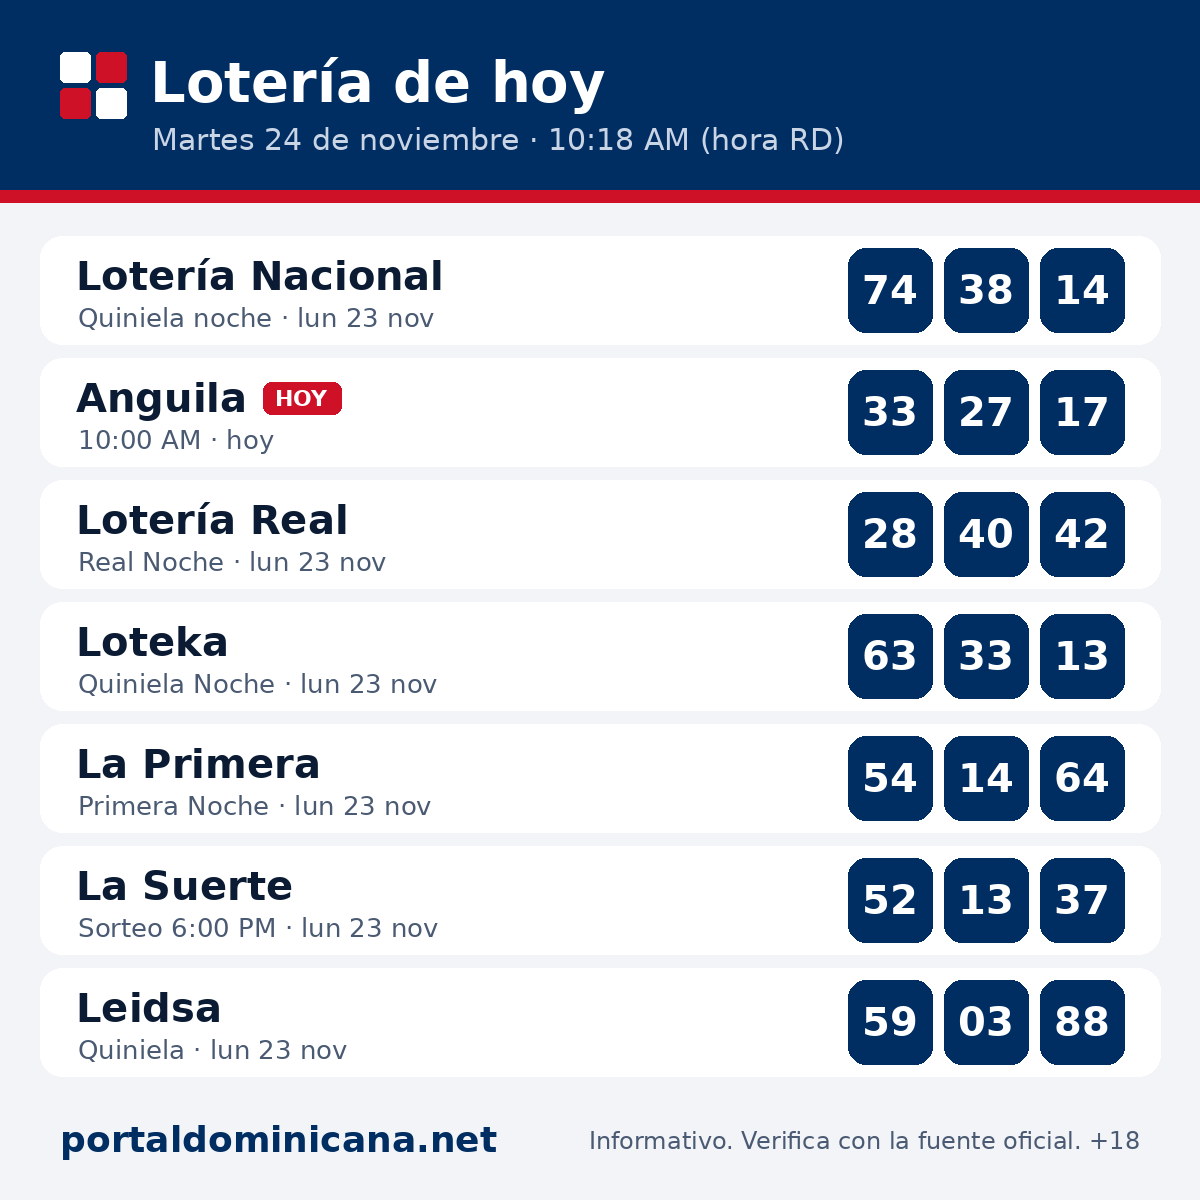 Lotería de hoy
Martes 24 de noviembre · 10:18 AM (hora RD)
Lotería Nacional
Quiniela noche · lun 23 nov
74 38 14
Anguila HOY
10:00 AM · hoy
33 27 17
Lotería Real
Real Noche · lun 23 nov
28 40 42
Loteka
Quiniela Noche · lun 23 nov
63 33 13
La Primera
Primera Noche · lun 23 nov
54 14 64
La Suerte
Sorteo 6:00 PM · lun 23 nov
52 13 37
Leidsa
Quiniela · lun 23 nov
59 03 88
portaldominicana.net
Informativo. Verifica con la fuente oficial. +18